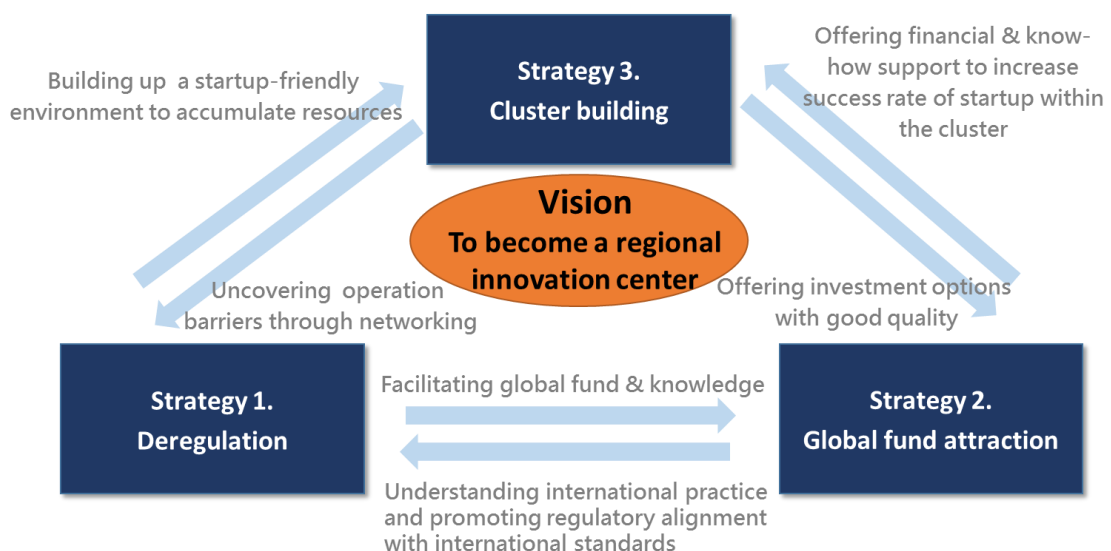 Building up a startup-friendly
environment to accumulate resources
Strategy 3.
Cluster building
Offering financial & know-
how support to increase
success rate of startup within
the cluster
Vision
To become a regional
innovation center
Uncovering operation
barriers through networking
Offering investment options
with good quality
Strategy 1.
Deregulation
Facilitating global fund & knowledge
Understanding international practice
and promoting regulatory alignment
with international standards
Strategy 2.
Global fund attraction